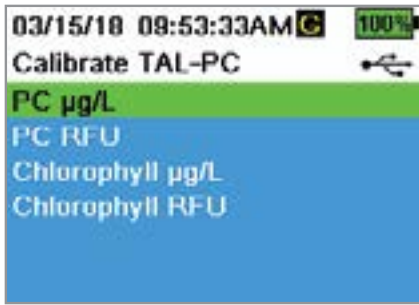 03/15/18 09:53:33AM G 100%
Calibrate TAL-PC
PC µg/L
PC RFU
Chlorophyll µg/L
Chlorophyll RFU